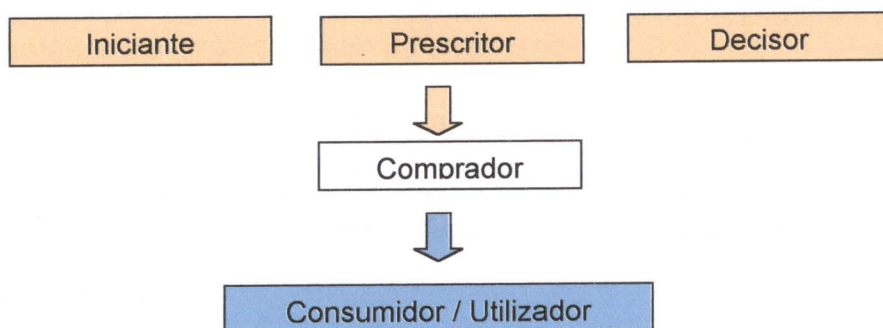 Iniciante Prescritor Decisor
Comprador
Consumidor / Utilizador